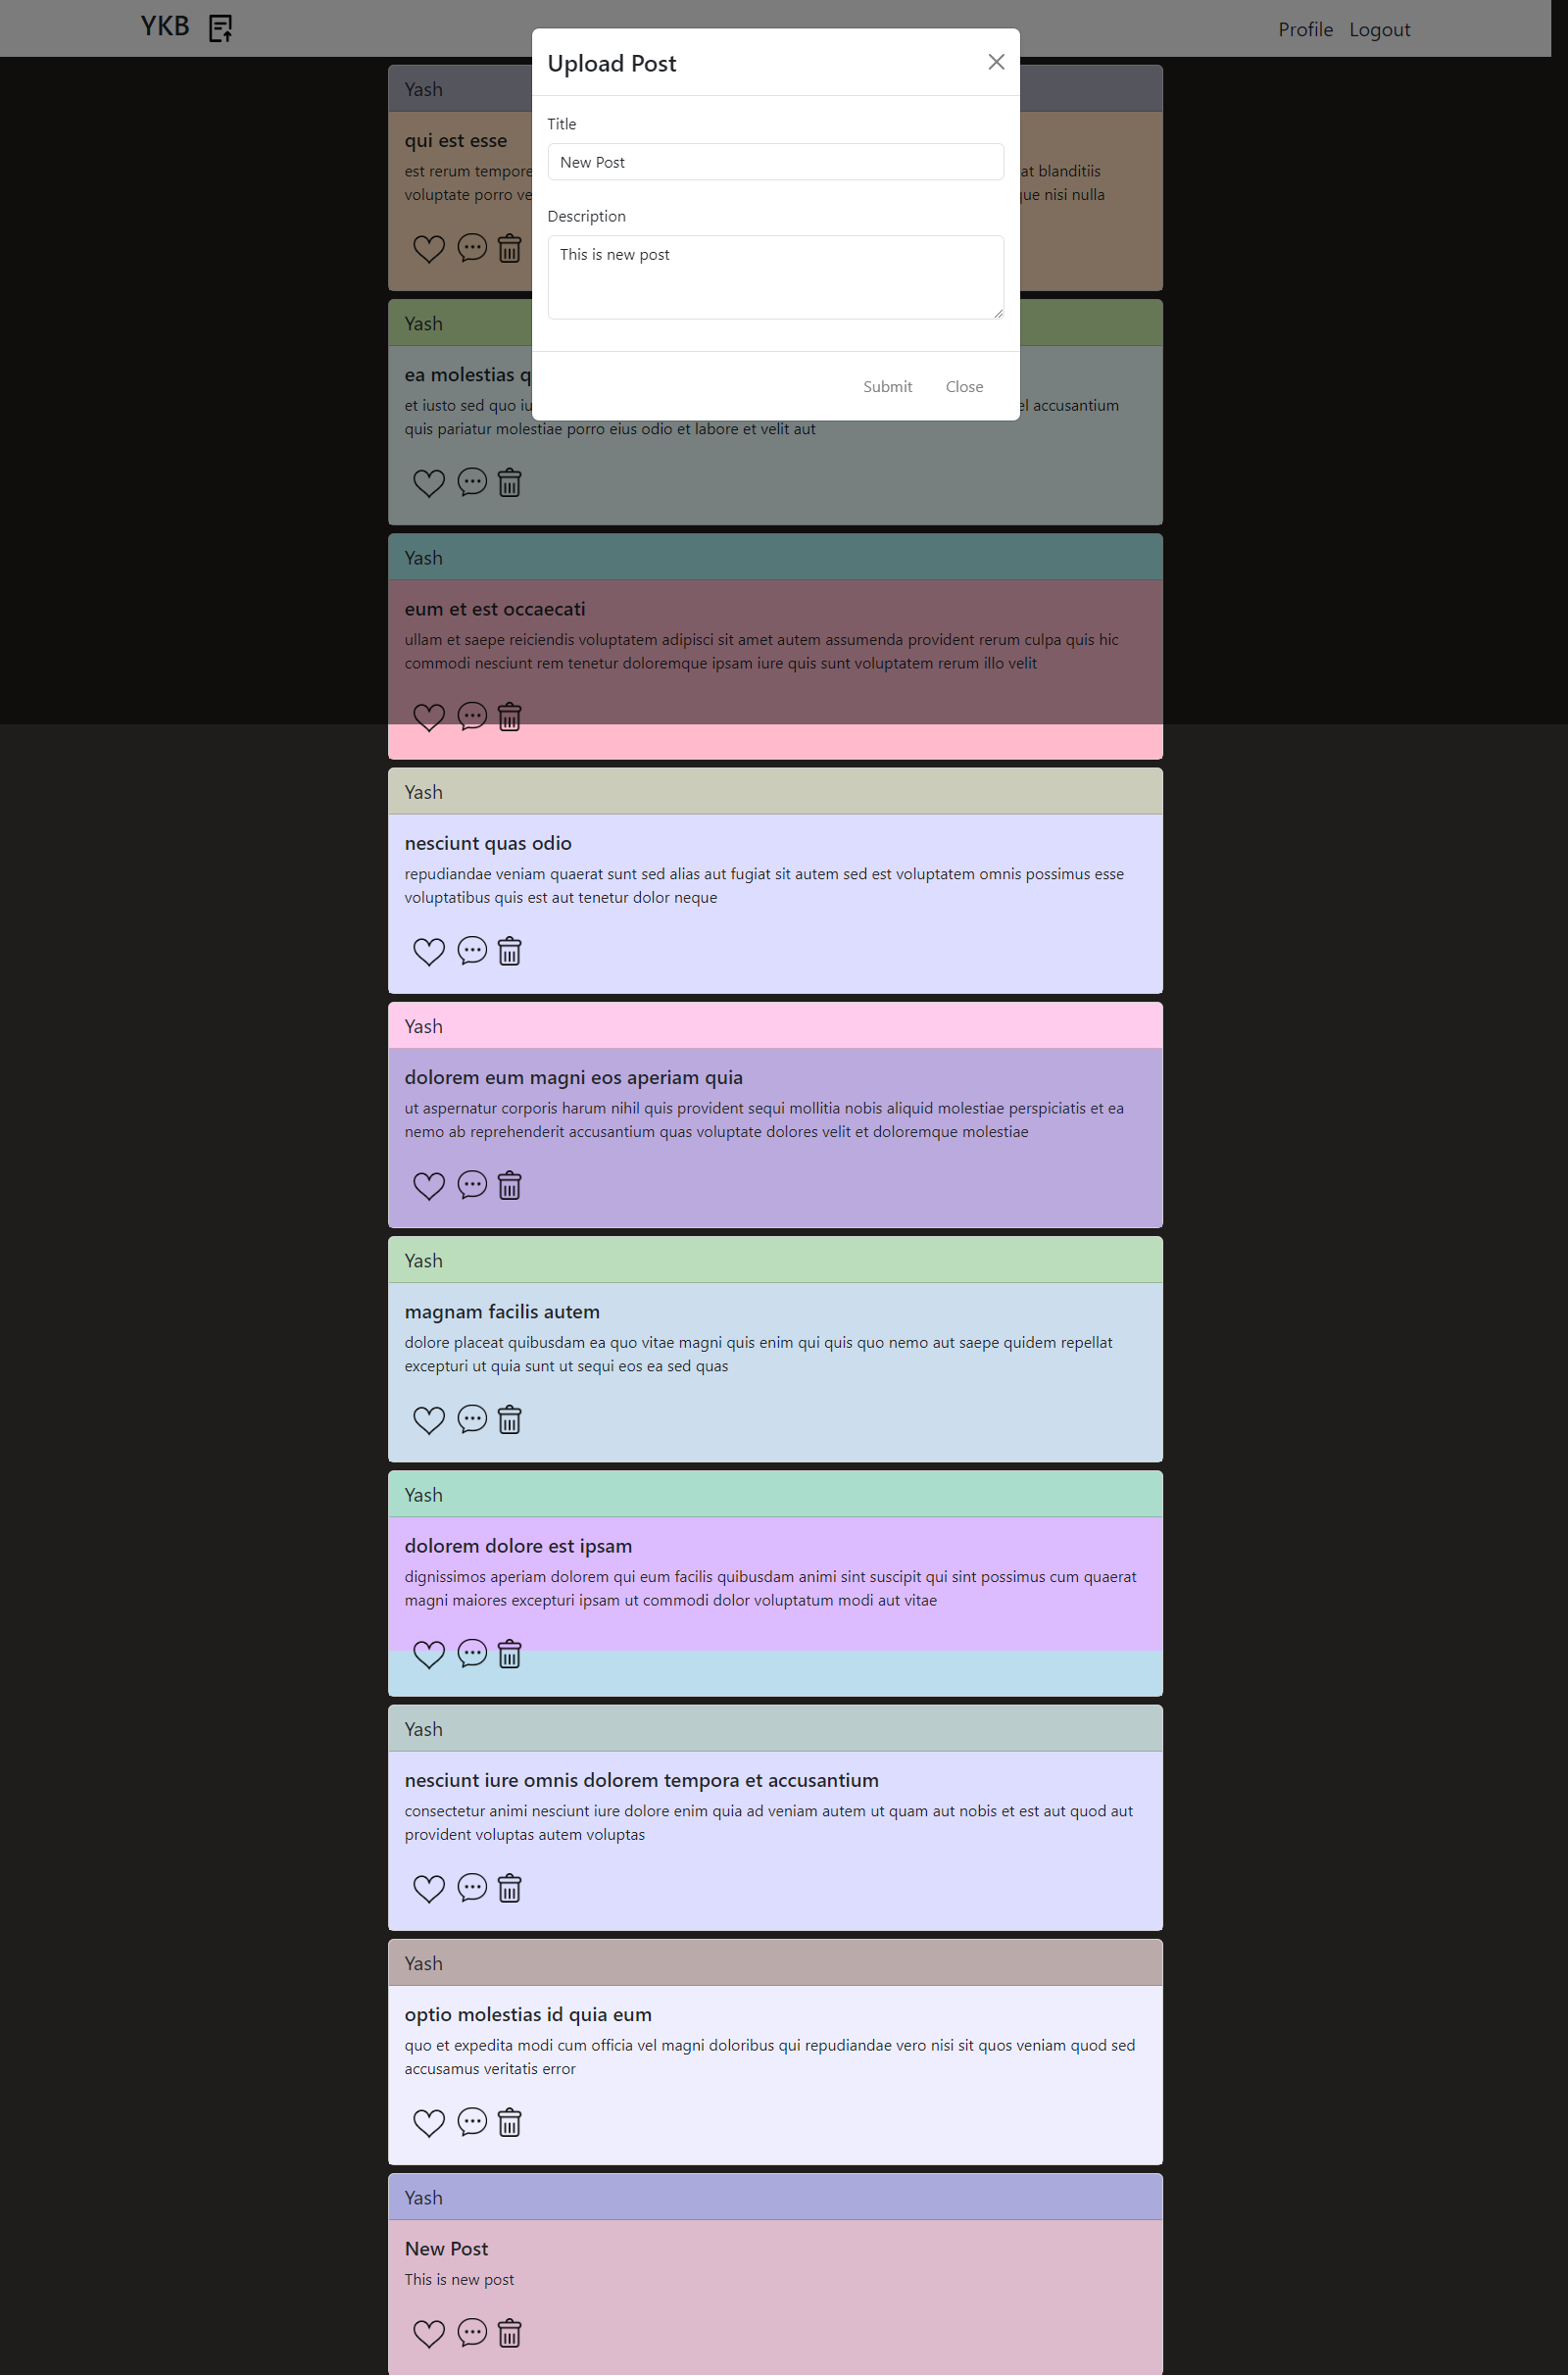 YKB
Profile Logout
Upload Post
Title
New Post
Description
This is new post
Submit Close
Yash
qui est esse
est rerum tempore at blanditiis
voluptate porro que nisi nulla
Yash
ea molestias
et iusto sed quo accusantium
quis pariatur molestiae porro eius odio et labore et velit aut
Yash
eum et est occaecati
ullam et saepe reiciendis voluptatem adipisci sit amet autem assumenda provident rerum culpa quis hic
commodi nesciunt rem tenetur doloremque ipsam iure quis sunt voluptatem rerum illo velit
Yash
nesciunt quas odio
repudiandae veniam quaerat sunt sed alias aut fugiat sit autem sed est voluptatem omnis possimus esse
voluptatibus quis est aut tenetur dolor neque
Yash
dolorem eum magni eos aperiam quia
ut aspernatur corporis harum nihil quis provident sequi mollitia nobis aliquid molestiae perspiciatis et ea
nemo ab reprehenderit accusantium quas voluptate dolores velit et doloremque molestiae
Yash
magnam facilis autem
dolore placeat quibusdam ea quo vitae magni quis enim qui quis quo nemo aut saepe quidem repellat
excepturi ut quia sunt ut sequi eos ea sed quas
Yash
dolorem dolore est ipsam
dignissimos aperiam dolorem qui eum facilis quibusdam animi sint suscipit qui sint possimus cum quaerat
magni maiores excepturi ipsam ut commodi dolor voluptatum modi aut vitae
Yash
nesciunt iure omnis dolorem tempora et accusantium
consectetur animi nesciunt iure dolore enim quia ad veniam autem ut quam aut nobis et est aut quod aut
provident voluptas autem voluptas
Yash
optio molestias id quia eum
quo et expedita modi cum officia vel magni doloribus qui repudiandae vero nisi sit quos veniam quod sed
accusamus veritatis error
Yash
New Post
This is new post